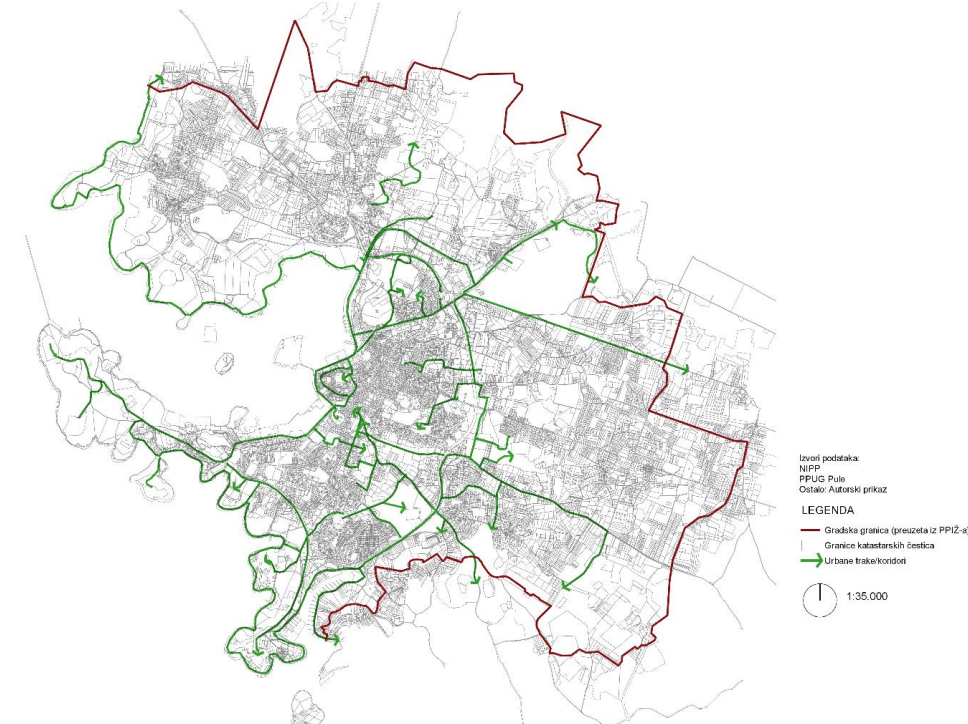 Izvori podataka:
NIPP
PPUG Pule
Ostalo: Autorski prikaz
LEGENDA
Gradska granica (preuzeta iz PPIŽ-a)
Granice katastarskih čestica
Urbane trake/koridori
1:35.000